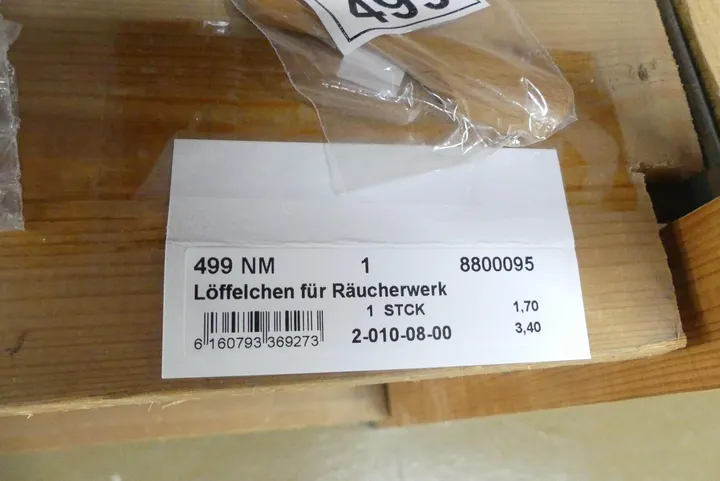 499
499 NM 1 8800095
Löffelchen für Räucherwerk
1 STCK 1,70
2-010-08-00 3,40
6 160793 369273